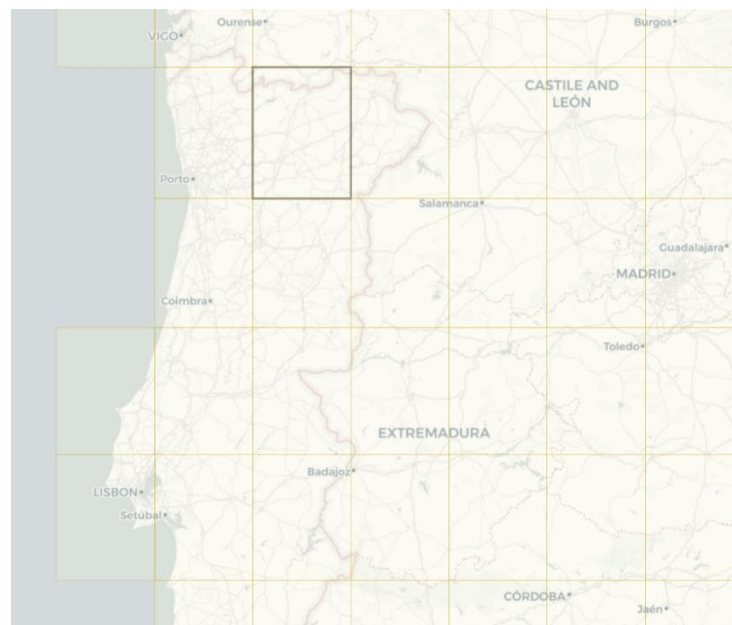 Ourense
Burgos
VIGO
CASTILE AND
LEÓN
Porto
Salamanca
Guadalajara
MADRID
Coimbra
Toledo
EXTREMADURA
Badajoz
LISBON
Setúbal
CÓRDOBA
Jaén